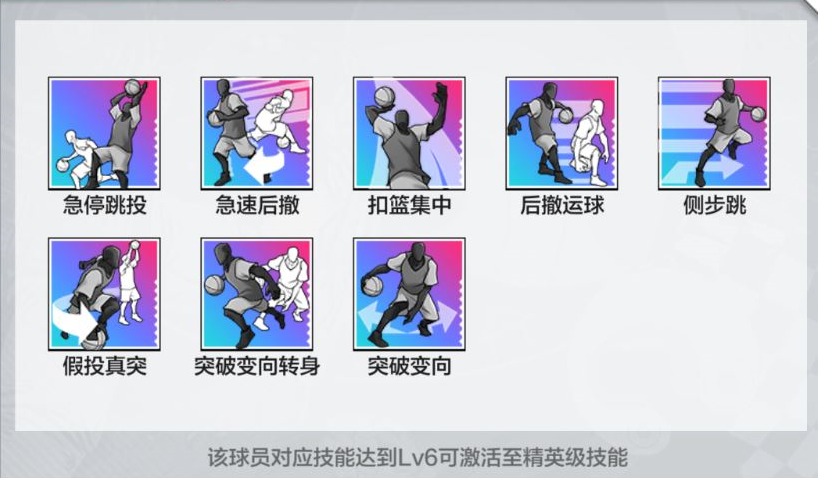 急停跳投 急速后撤 扣篮集中 后撤运球 侧步跳
假投真突 突破变向转身 突破变向
该球员对应技能达到Lv6可激活至精英级技能